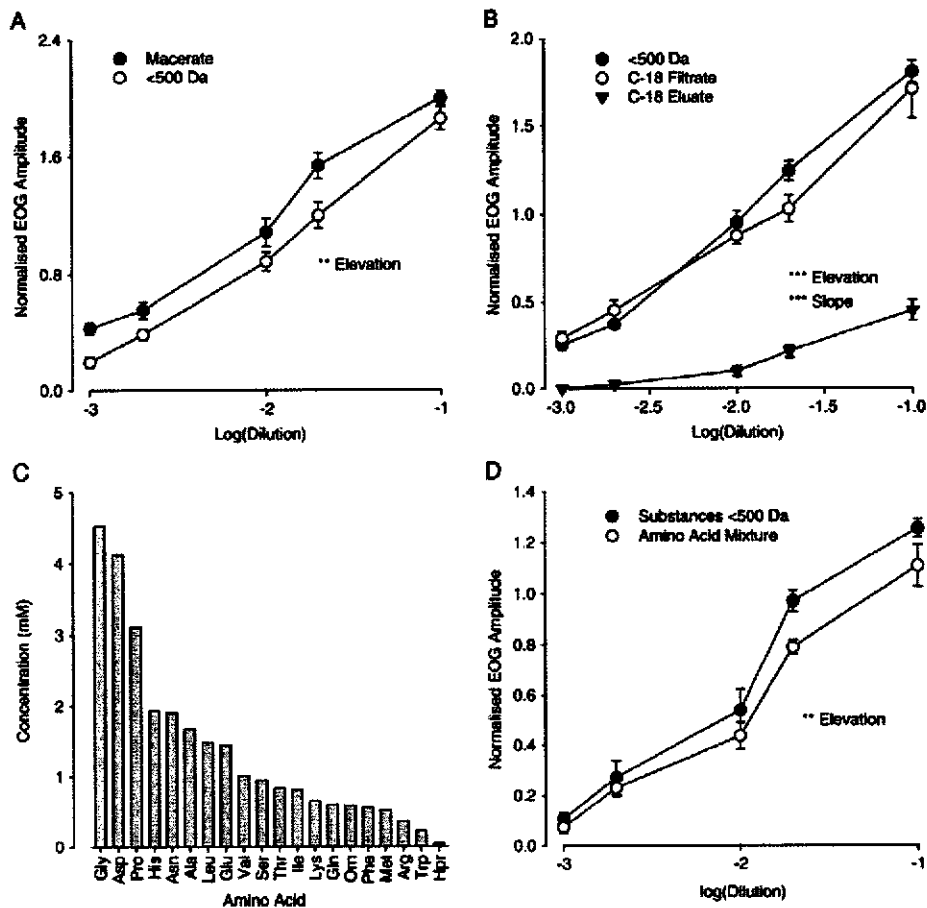 A
2.4
1.6
0.8
0.0
Normalised EOG Amplitude
Macerate
<500 Da
** Elevation
-3
-2
-1
Log(Dilution)
B
2.0
1.5
1.0
0.5
0.0
Normalised EOG Amplitude
<500 Da
C-18 Filtrate
C-18 Eluate
*** Elevation
*** Slope
-3.0
-2.5
-2.0
-1.5
-1.0
Log(Dilution)
C
5
4
3
2
1
0
Concentration (mM)
Gly
Asp
Pro
His
Asn
Ala
Leu
Glu
Val
Ser
Thr
Ile
Lys
Gln
Orn
Phe
Met
Arg
Trp
Hpr
Amino Acid
D
1.4
1.2
1.0
0.8
0.6
0.4
0.2
0.0
Normalised EOG Amplitude
Substances <500 Da
Amino Acid Mixture
** Elevation
-3
-2
-1
log(Dilution)